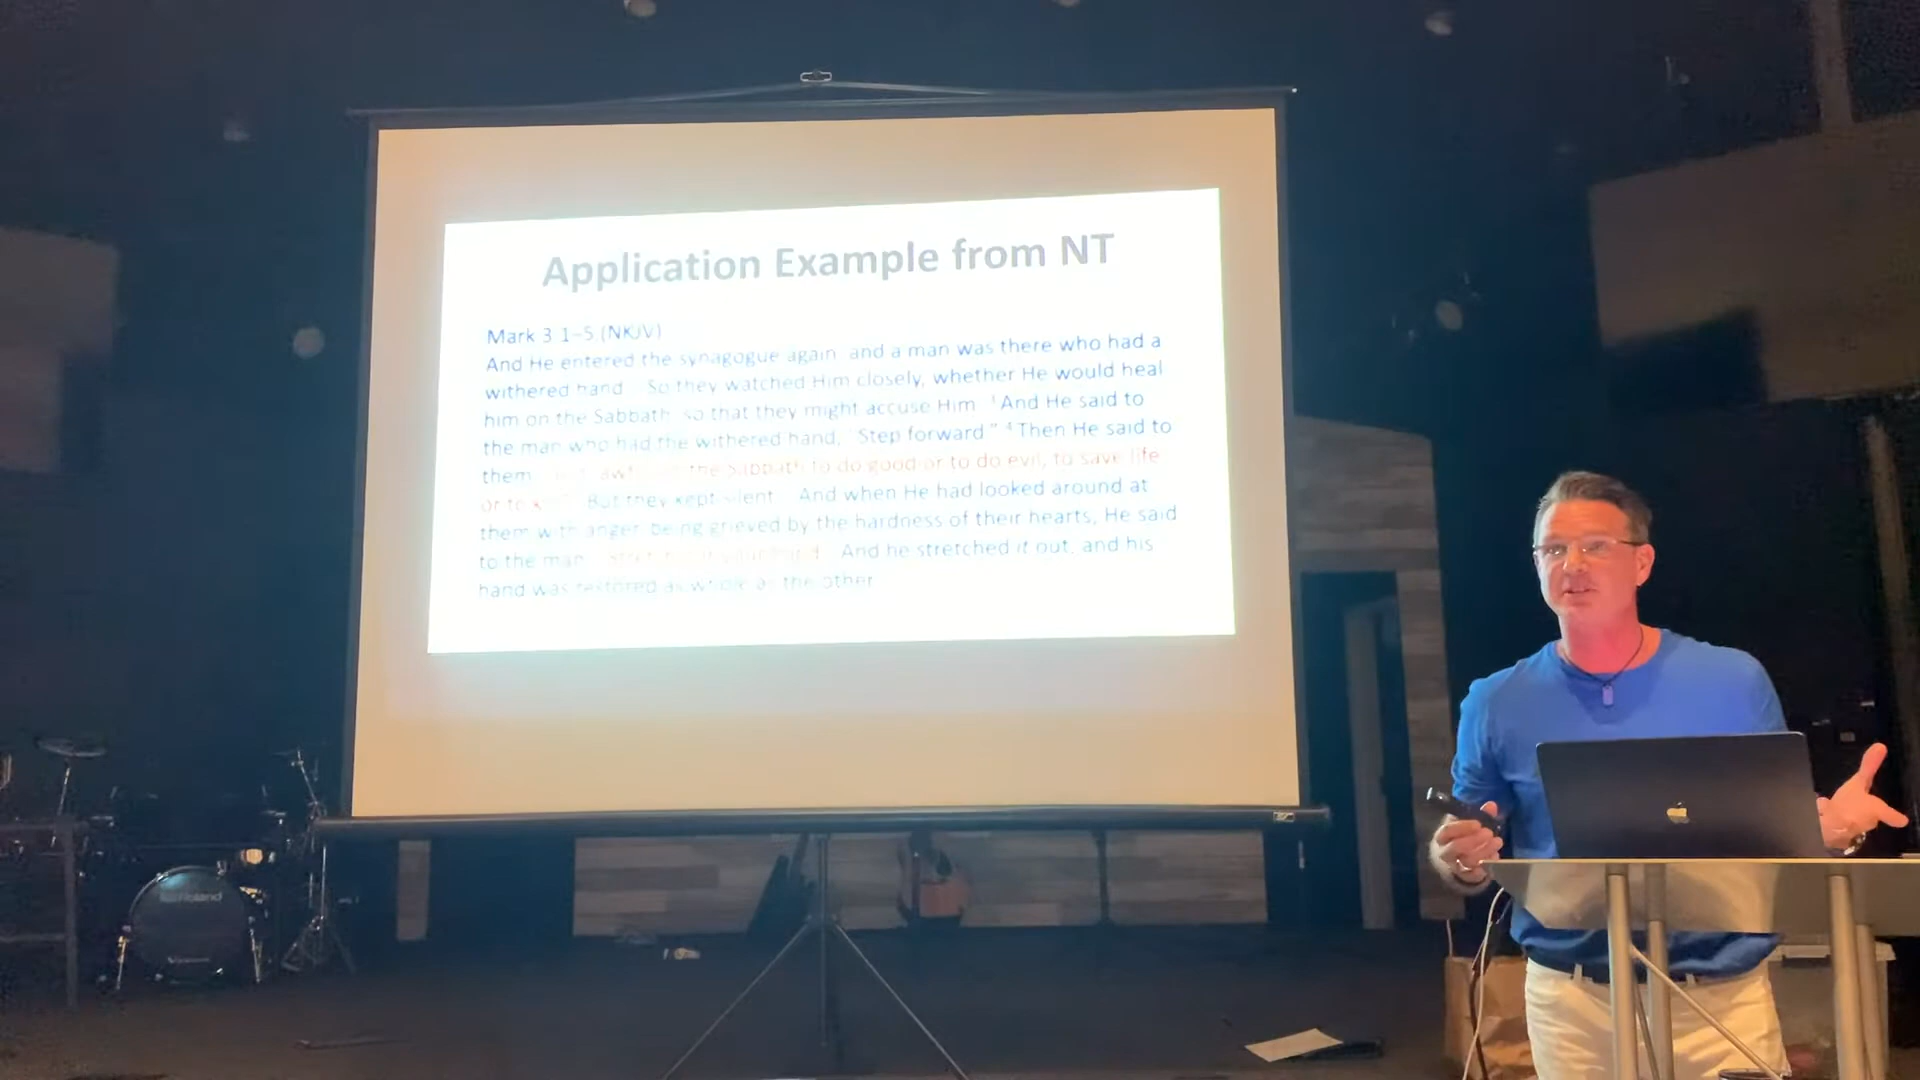 Application Example from NT
Mark 3 1–5 (NKJV)
And He entered the synagogue again and a man was there who had a
withered hand So they watched Him closely, whether He would heal
him on the Sabbath so that they might accuse Him And He said to
the man who had the withered hand, "Step forward" 4 Then He said to
them the Sabbath to do good or to do evil, to save life
or to But they kept silent And when He had looked around at
them with anger being grieved by the hardness of their hearts, He said
to the man And he stretched it out, and his
hand was restored as whole as the other
Roland